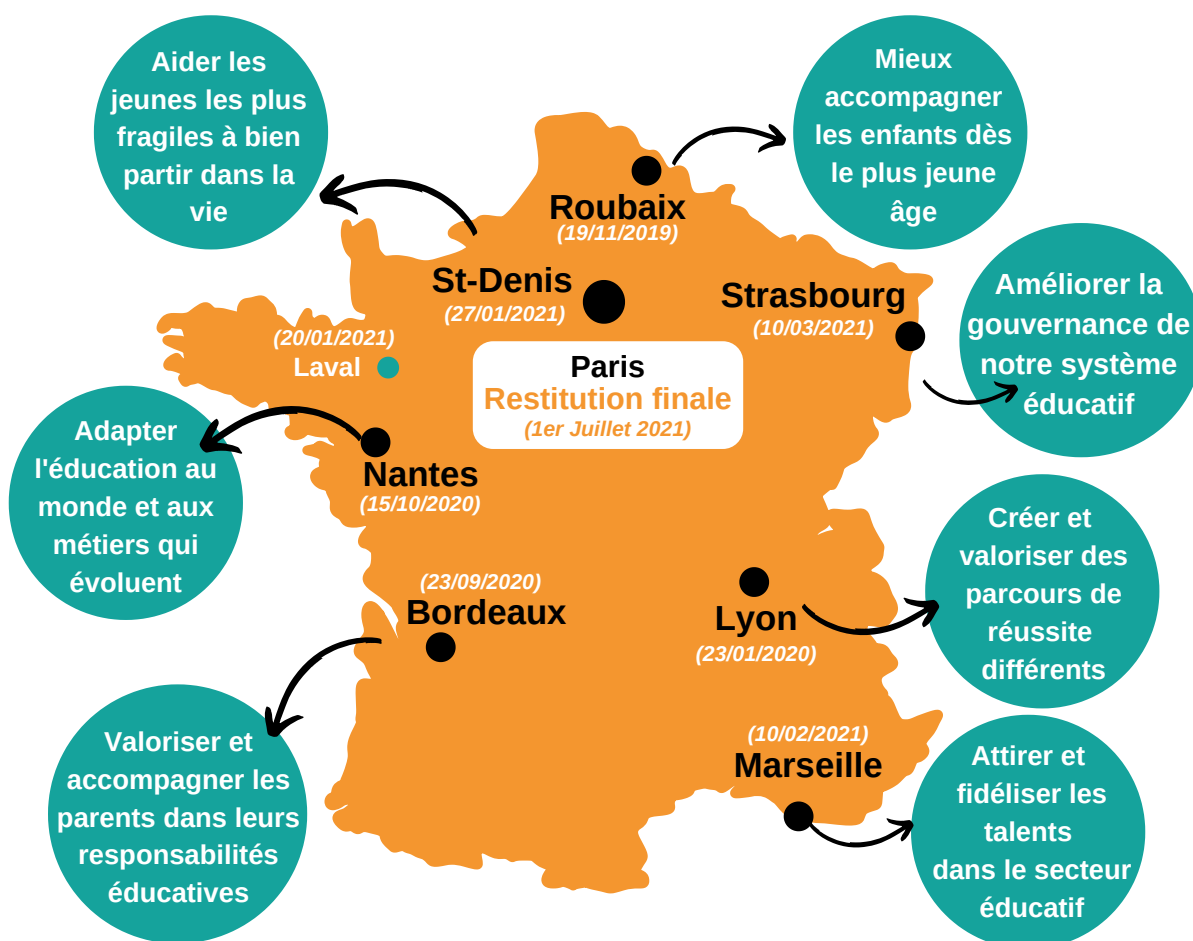 Aider les
jeunes les plus
fragiles à bien
partir dans la
vie
Mieux
accompagner
les enfants dès
le plus jeune
âge
Roubaix
(19/11/2019)
St-Denis
(27/01/2021)
Strasbourg
(10/03/2021)
Améliorer la
gouvernance de
notre système
éducatif
(20/01/2021)
Laval
Paris
Restitution finale
(1er Juillet 2021)
Adapter
l'éducation au
monde et aux
métiers qui
évoluent
Nantes
(15/10/2020)
Créer et
valoriser des
parcours de
réussite
différents
(23/09/2020)
Bordeaux
Lyon
(23/01/2020)
Valoriser et
accompagner les
parents dans leurs
responsabilités
éducatives
(10/02/2021)
Marseille
Attirer et
fidéliser les
talents
dans le secteur
éducatif